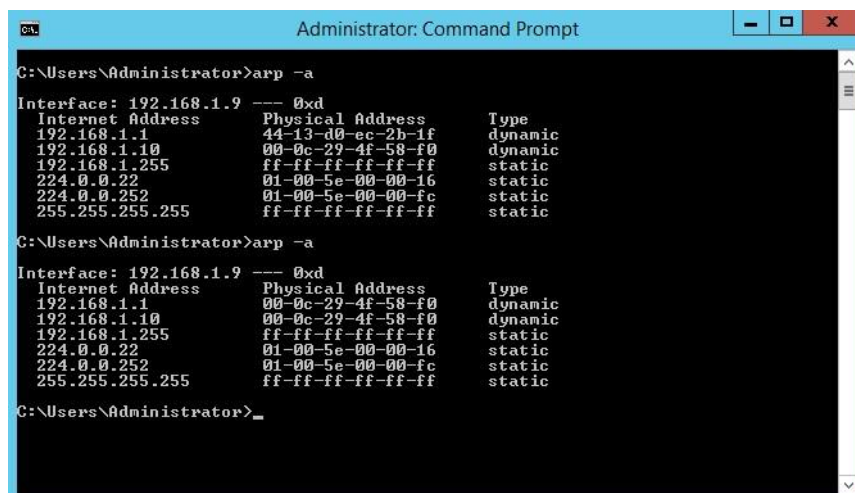 Administrator: Command Prompt
C:\Users\Administrator>arp -a
Interface: 192.168.1.9 --- 0xd
Internet Address Physical Address Type
192.168.1.1 44-13-d0-ec-2b-1f dynamic
192.168.1.10 00-0c-29-4f-58-f0 dynamic
192.168.1.255 ff-ff-ff-ff-ff-ff static
224.0.0.22 01-00-5e-00-00-16 static
224.0.0.252 01-00-5e-00-00-fc static
255.255.255.255 ff-ff-ff-ff-ff-ff static
C:\Users\Administrator>arp -a
Interface: 192.168.1.9 --- 0xd
Internet Address Physical Address Type
192.168.1.1 00-0c-29-4f-58-f0 dynamic
192.168.1.10 00-0c-29-4f-58-f0 dynamic
192.168.1.255 ff-ff-ff-ff-ff-ff static
224.0.0.22 01-00-5e-00-00-16 static
224.0.0.252 01-00-5e-00-00-fc static
255.255.255.255 ff-ff-ff-ff-ff-ff static
C:\Users\Administrator>_